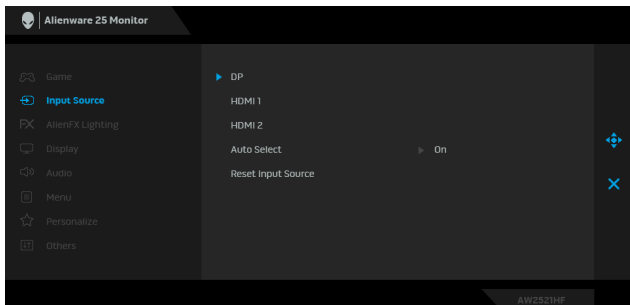 Alienware 25 Monitor
Game
Input Source
AlienFX Lighting
Display
Audio
Menu
Personalize
Others
DP
HDMI 1
HDMI 2
Auto Select On
Reset Input Source
AW2521HF